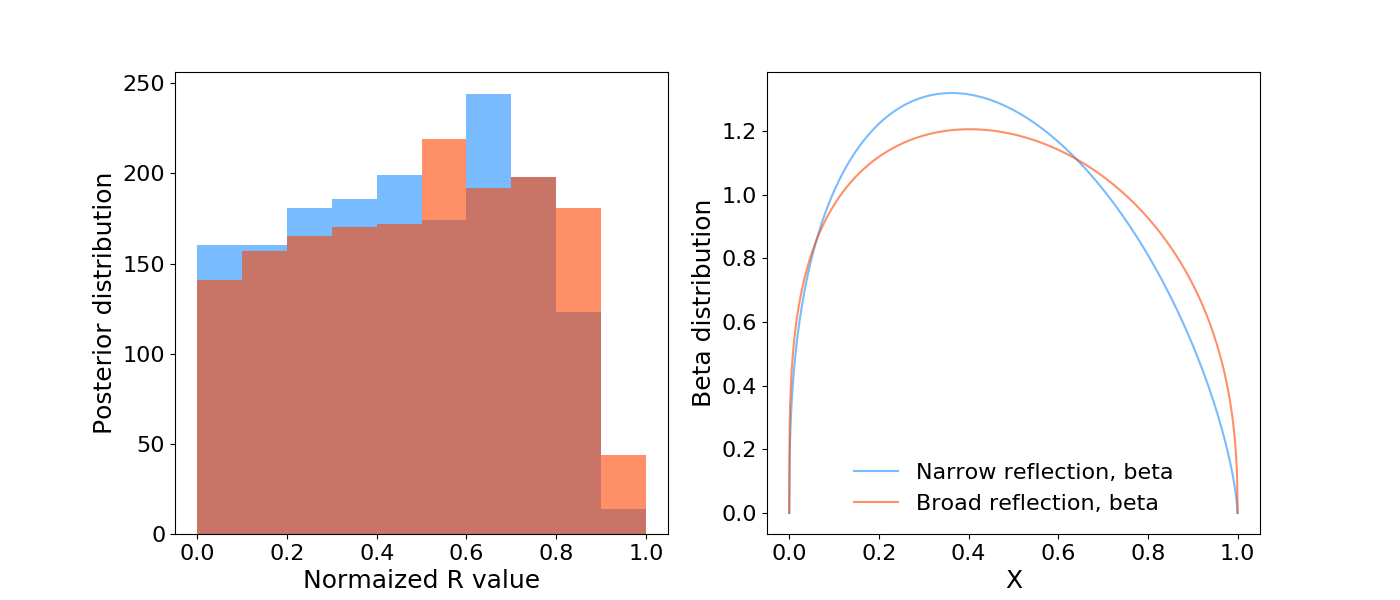 250
200
150
100
50
0
0.0 0.2 0.4 0.6 0.8 1.0
Posterior distribution
Normaized R value
1.2
1.0
0.8
0.6
0.4
0.2
0.0
0.0 0.2 0.4 0.6 0.8 1.0
Beta distribution
X
Narrow reflection, beta
Broad reflection, beta